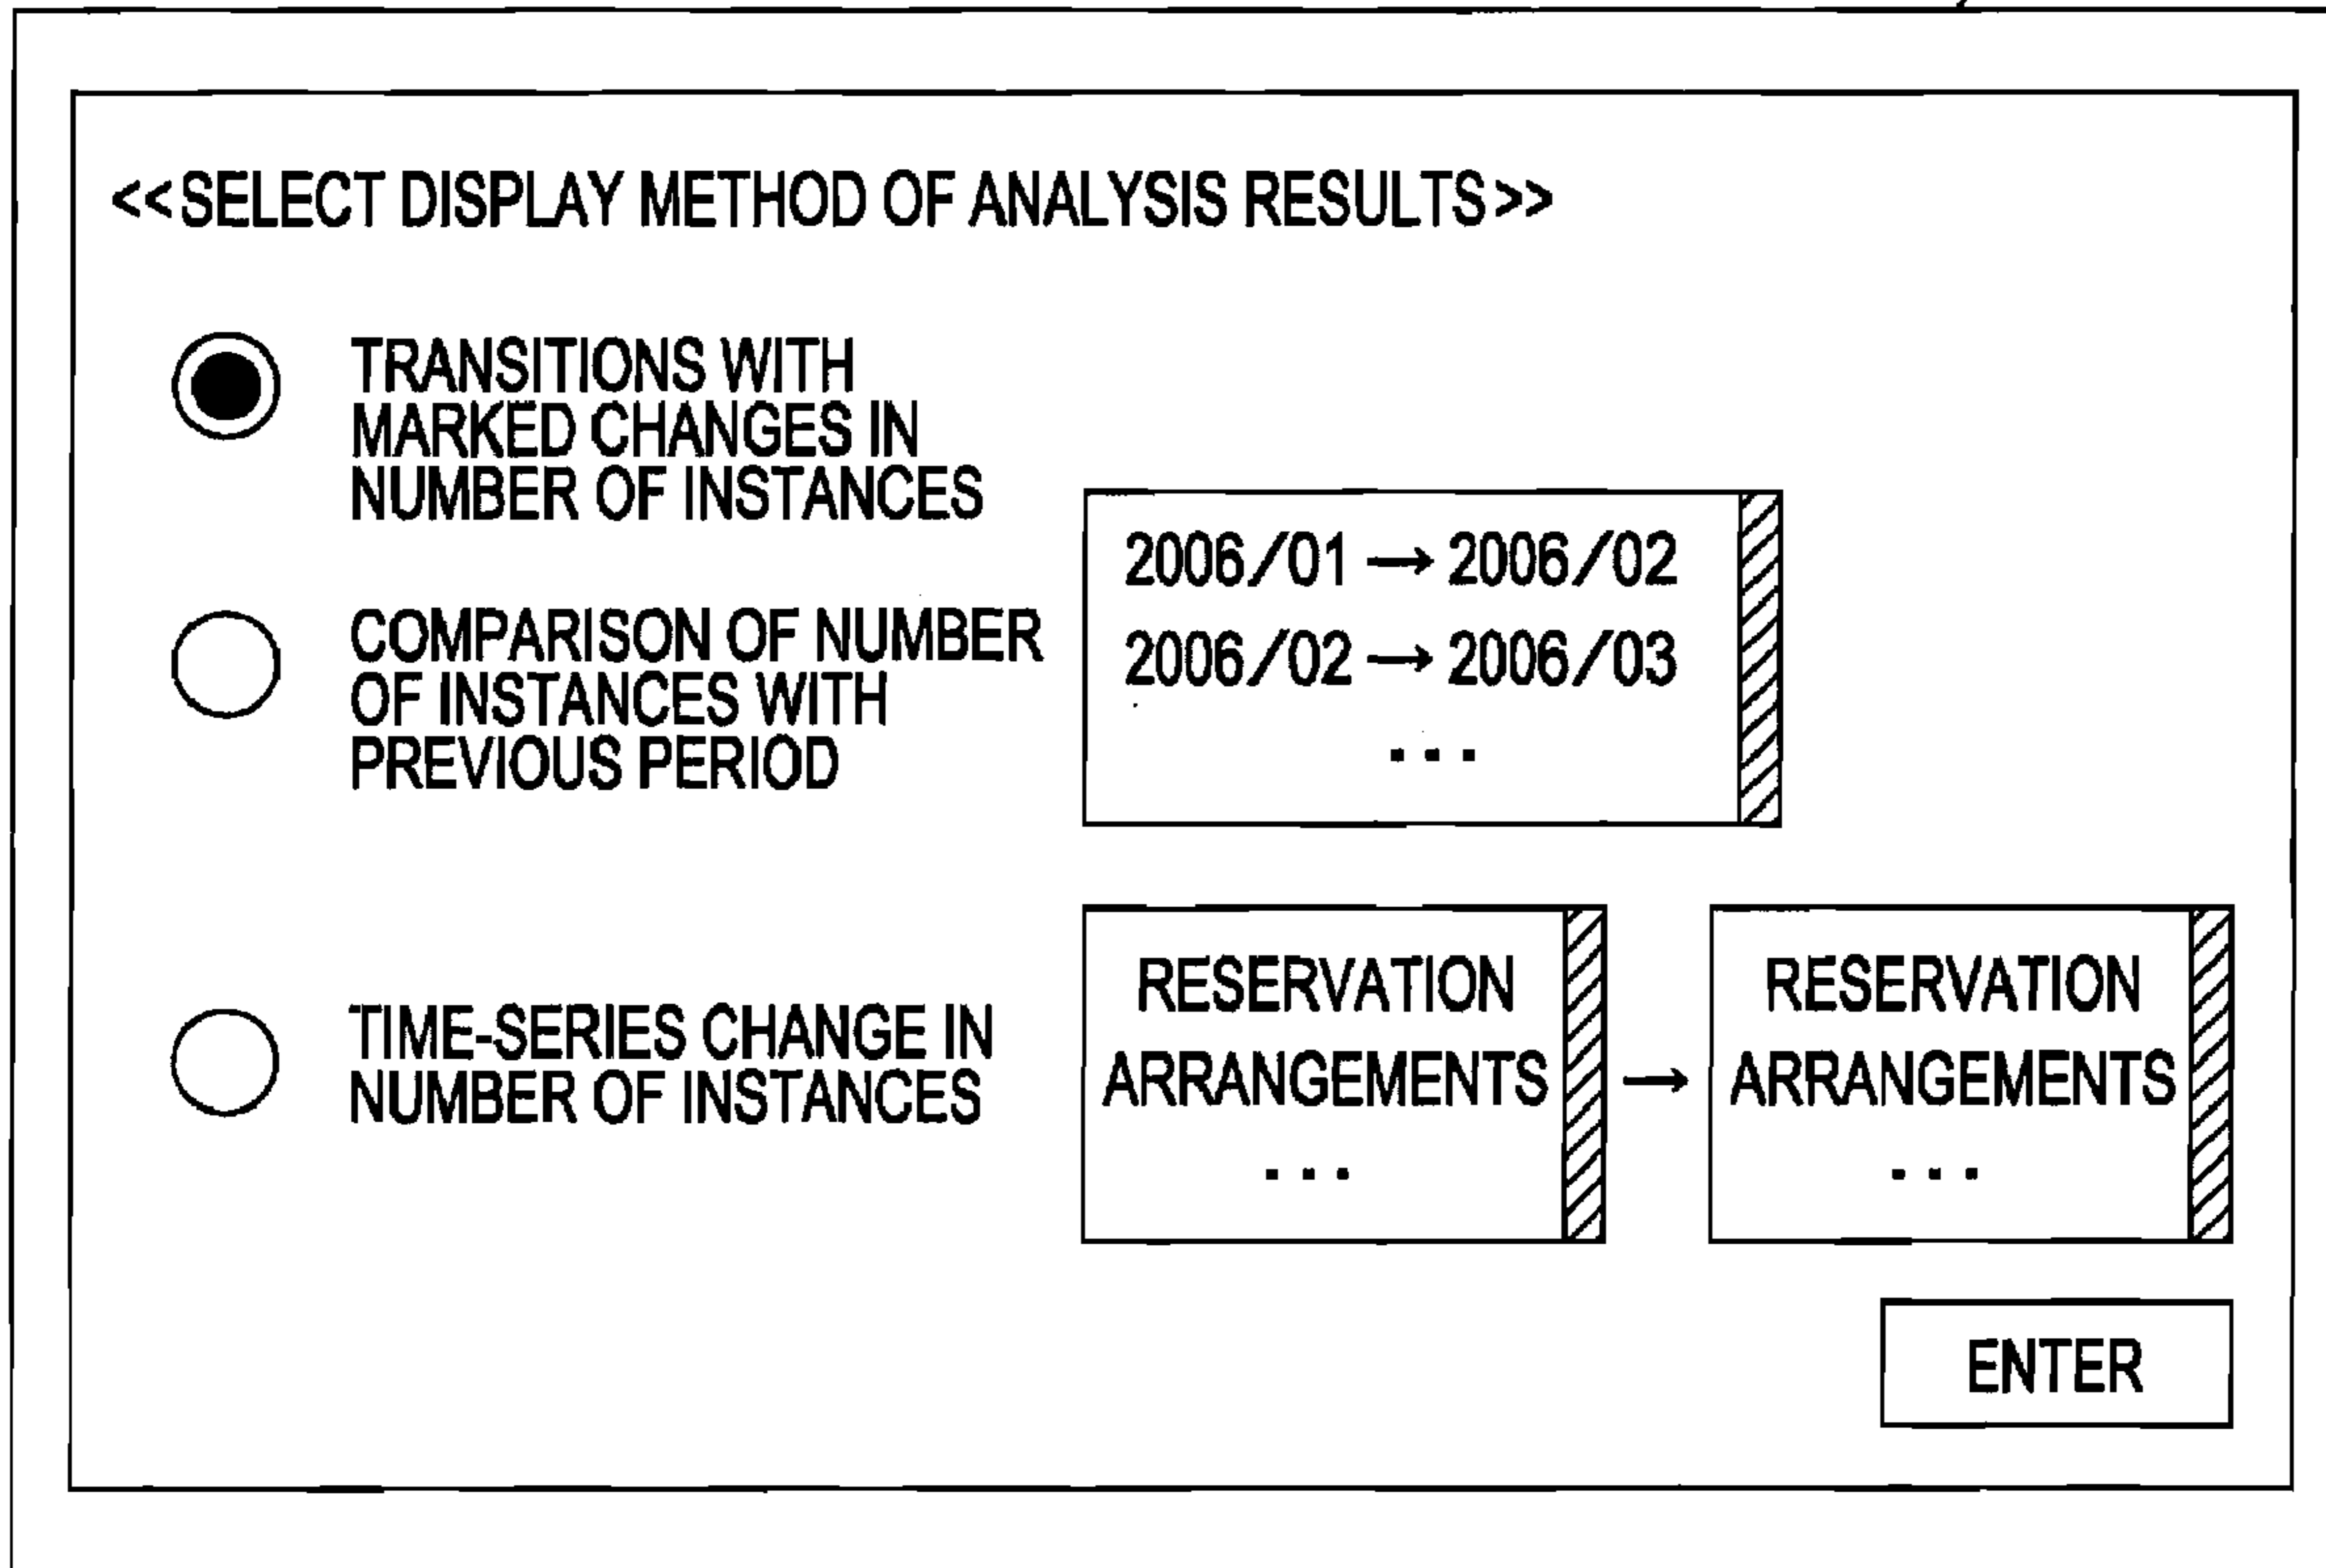 <<SELECT DISPLAY METHOD OF ANALYSIS RESULTS>>
TRANSITIONS WITH
MARKED CHANGES IN
NUMBER OF INSTANCES
COMPARISON OF NUMBER
OF INSTANCES WITH
PREVIOUS PERIOD
2006/01 → 2006/02
2006/02 → 2006/03
...
TIME-SERIES CHANGE IN
NUMBER OF INSTANCES
RESERVATION
ARRANGEMENTS
...
→
RESERVATION
ARRANGEMENTS
...
ENTER